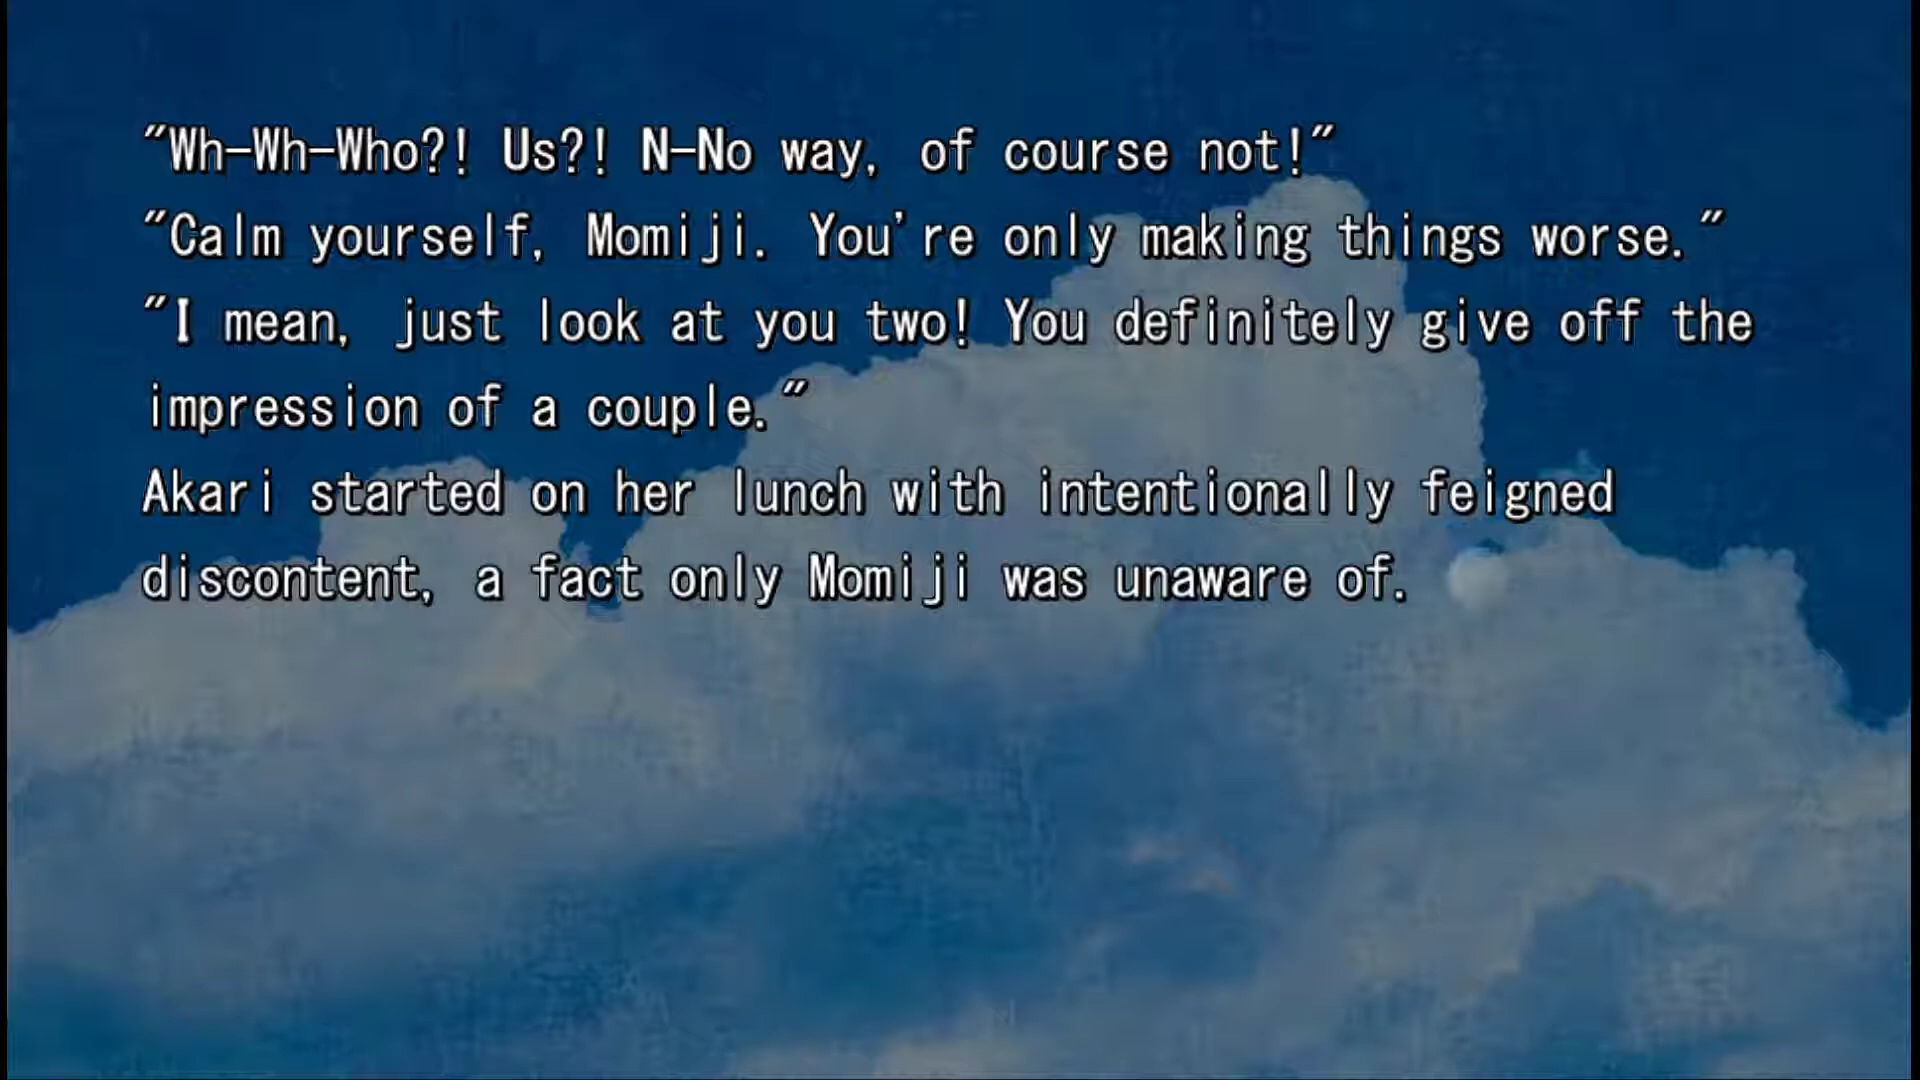 "Wh-Wh-Who?! Us?! N-No way, of course not!"
"Calm yourself, Momiji. You're only making things worse."
"I mean, just look at you two! You definitely give off the
impression of a couple."
Akari started on her lunch with intentionally feigned
discontent, a fact only Momiji was unaware of.